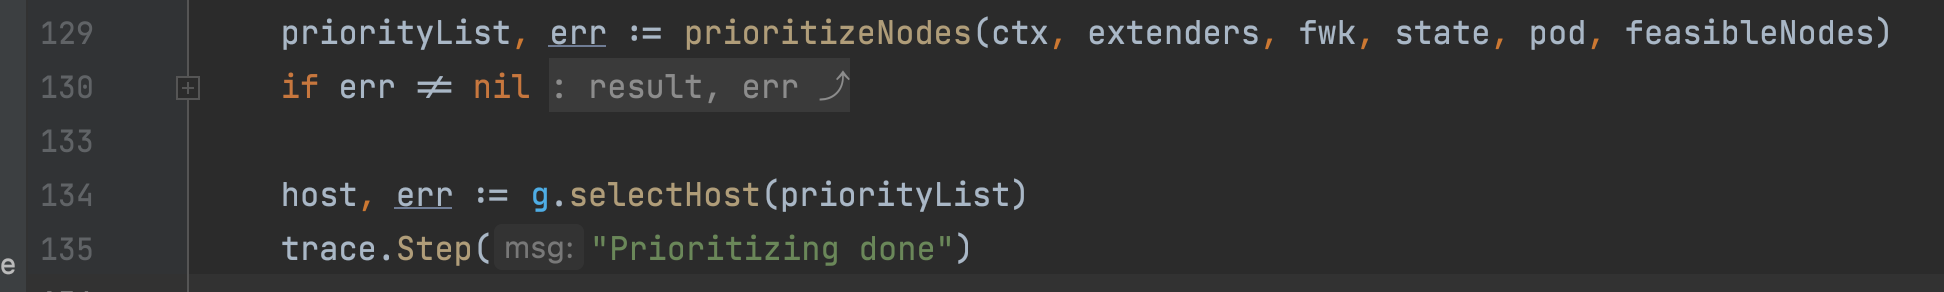 129 priorityList, err := prioritizeNodes(ctx, extenders, fwk, state, pod, feasibleNodes)
130 if err != nil : result, err ⤴
133
134 host, err := g.selectHost(priorityList)
135 trace.Step( msg: "Prioritizing done")
e